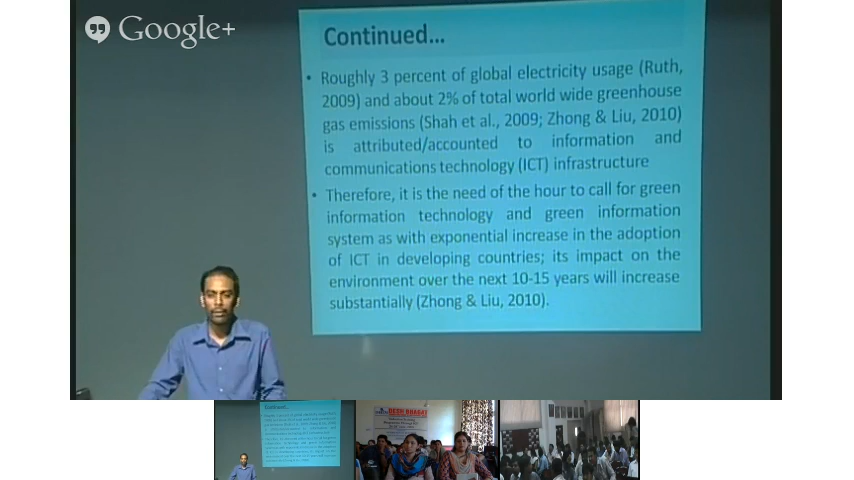 Google+
Continued...
• Roughly 3 percent of global electricity usage (Ruth,
2009) and about 2% of total world wide greenhouse
gas emissions (Shah et al., 2009; Zhong & Liu, 2010)
is attributed/accounted to information and
communications technology (ICT) infrastructure
• Therefore, it is the need of the hour to call for green
information technology and green information
system as with exponential increase in the adoption
of ICT in developing countries; its impact on the
environment over the next 10-15 years will increase
substantially (Zhong & Liu, 2010).
Continued...
DESH BHAGAT